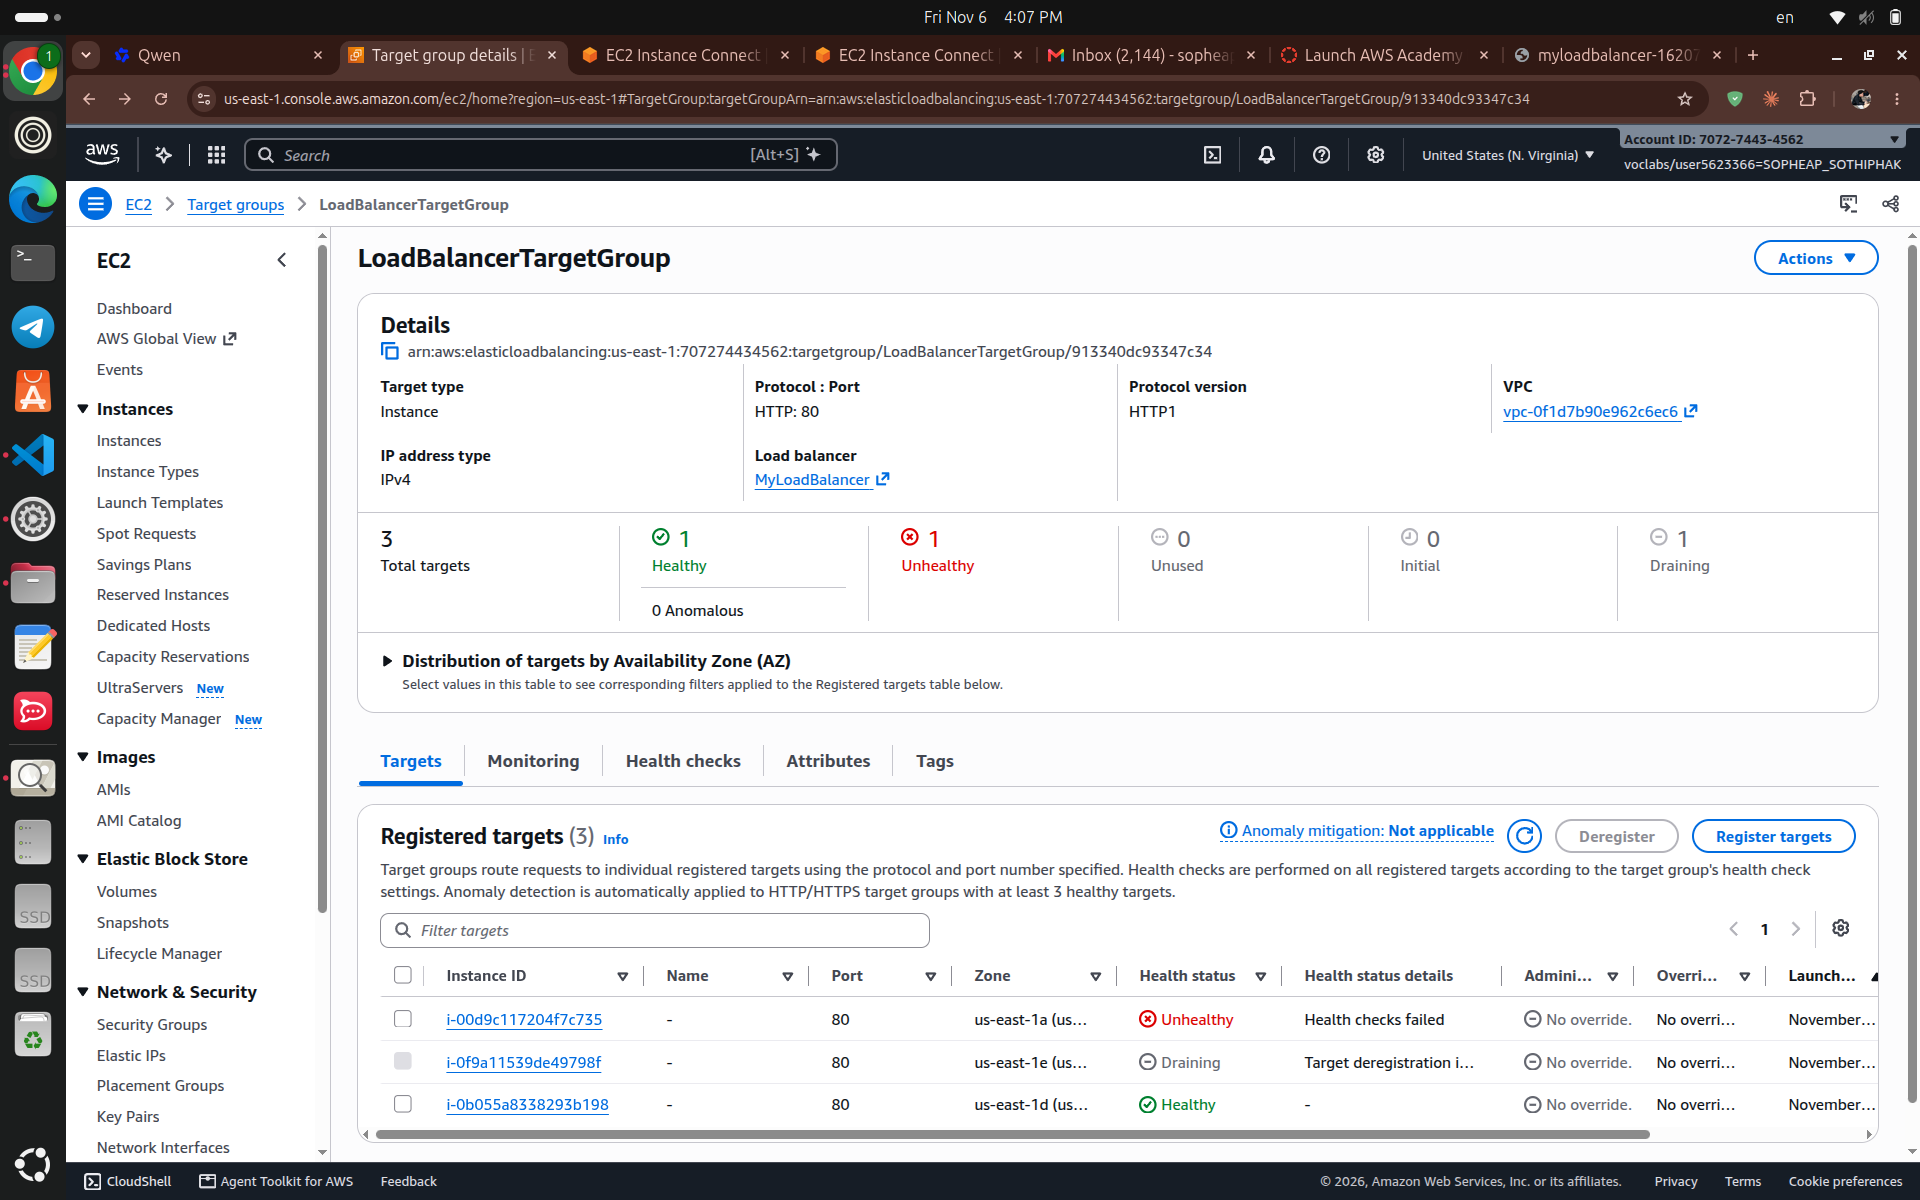 Fri Nov 6 4:07 PM
en
1
Qwen
Target group details | E
EC2 Instance Connect
EC2 Instance Connect
Inbox (2,144) - sopheap
Launch AWS Academy
myloadbalancer-16207
us-east-1.console.aws.amazon.com/ec2/home?region=us-east-1#TargetGroup:targetGroupArn=arn:aws:elasticloadbalancing:us-east-1:707274434562:targetgroup/LoadBalancerTargetGroup/913340dc93347c34
aws
Search
[Alt+S]
United States (N. Virginia)
Account ID: 7072-7443-4562
voclabs/user5623366=SOPHEAP_SOTHIPHAK
EC2
Target groups
LoadBalancerTargetGroup
EC2
Dashboard
AWS Global View
Events
Instances
Instances
Instance Types
Launch Templates
Spot Requests
Savings Plans
Reserved Instances
Dedicated Hosts
Capacity Reservations
UltraServers New
Capacity Manager New
Images
AMIs
AMI Catalog
Elastic Block Store
Volumes
Snapshots
Lifecycle Manager
Network & Security
Security Groups
Elastic IPs
Placement Groups
Key Pairs
Network Interfaces
SSD
SSD
LoadBalancerTargetGroup
Actions
Details
arn:aws:elasticloadbalancing:us-east-1:707274434562:targetgroup/LoadBalancerTargetGroup/913340dc93347c34
Target type
Instance
Protocol : Port
HTTP: 80
Protocol version
HTTP1
VPC
vpc-0f1d7b90e962c6ec6
IP address type
IPv4
Load balancer
MyLoadBalancer
3
Total targets
1
Healthy
0 Anomalous
1
Unhealthy
0
Unused
0
Initial
1
Draining
Distribution of targets by Availability Zone (AZ)
Select values in this table to see corresponding filters applied to the Registered targets table below.
Targets
Monitoring
Health checks
Attributes
Tags
Registered targets (3) Info
Anomaly mitigation: Not applicable
Deregister
Register targets
Target groups route requests to individual registered targets using the protocol and port number specified. Health checks are performed on all registered targets according to the target group's health check
settings. Anomaly detection is automatically applied to HTTP/HTTPS target groups with at least 3 healthy targets.
Filter targets
1
Instance ID Name Port Zone Health status Health status details Admini... Overri... Launch...
i-00d9c117204f7c735 - 80 us-east-1a (us... Unhealthy Health checks failed No override. No overri... November...
i-0f9a11539de49798f - 80 us-east-1e (us... Draining Target deregistration i... No override. No overri... November...
i-0b055a8338293b198 - 80 us-east-1d (us... Healthy - No override. No overri... November...
CloudShell
Agent Toolkit for AWS
Feedback
© 2026, Amazon Web Services, Inc. or its affiliates.
Privacy
Terms
Cookie preferences